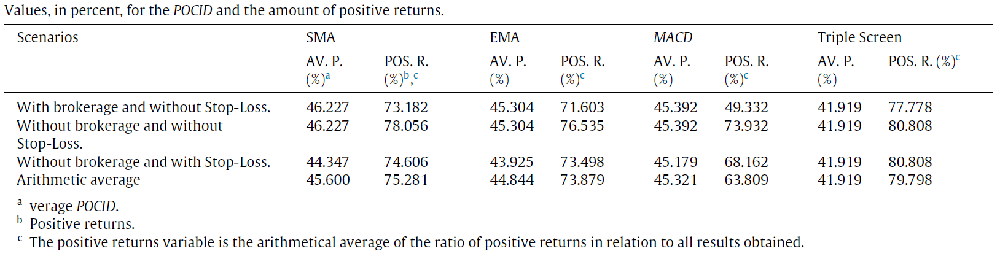 Values, in percent, for the POCID and the amount of positive returns.
Scenarios SMA EMA MACD Triple Screen
AV. P. POS. R. AV. P. POS. R. AV. P. POS. R. AV. P. POS. R. (%)c
(%)a (%)b,c (%) (%)c (%) (%)c (%)
With brokerage and without Stop-Loss. 46.227 73.182 45.304 71.603 45.392 49.332 41.919 77.778
Without brokerage and without 46.227 78.056 45.304 76.535 45.392 73.932 41.919 80.808
Stop-Loss.
Without brokerage and with Stop-Loss. 44.347 74.606 43.925 73.498 45.179 68.162 41.919 80.808
Arithmetic average 45.600 75.281 44.844 73.879 45.321 63.809 41.919 79.798
a verage POCID.
b Positive returns.
c The positive returns variable is the arithmetical average of the ratio of positive returns in relation to all results obtained.